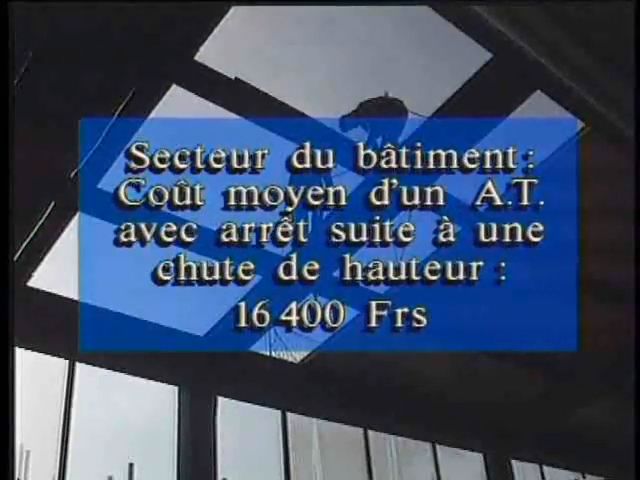 Secteur du bâtiment :
Coût moyen d'un A.T.
avec arrêt suite à une
chute de hauteur :
16 400 Frs